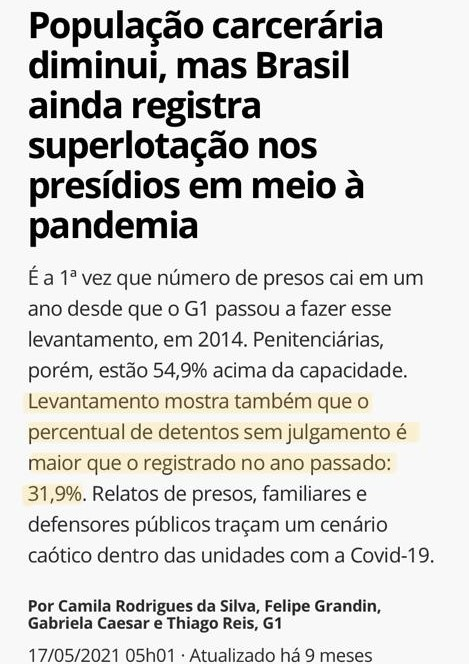 População carcerária
diminui, mas Brasil
ainda registra
superlotação nos
presídios em meio à
pandemia
É a 1ª vez que número de presos cai em um
ano desde que o G1 passou a fazer esse
levantamento, em 2014. Penitenciárias,
porém, estão 54,9% acima da capacidade.
Levantamento mostra também que o
percentual de detentos sem julgamento é
maior que o registrado no ano passado:
31,9%. Relatos de presos, familiares e
defensores públicos traçam um cenário
caótico dentro das unidades com a Covid-19.
Por Camila Rodrigues da Silva, Felipe Grandin,
Gabriela Caesar e Thiago Reis, G1
17/05/2021 05h01 · Atualizado há 9 meses